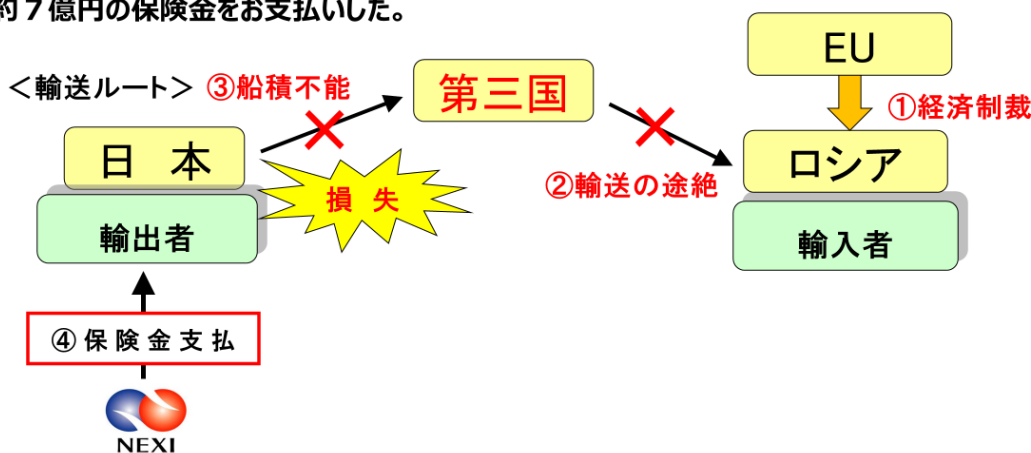 約7億円の保険金をお支払いした。
EU
＜輸送ルート＞ ③船積不能
第三国
①経済制裁
日 本
ロシア
②輸送の途絶
損 失
輸出者
輸入者
④保険金支払
NEXI